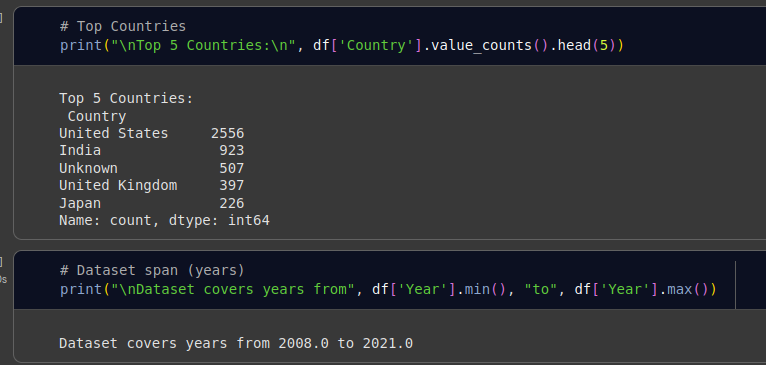 ]
# Top Countries
print("\nTop 5 Countries:\n", df['Country'].value_counts().head(5))
Top 5 Countries:
 Country
United States     2556
India              923
Unknown            507
United Kingdom     397
Japan              226
Name: count, dtype: int64
]
0s
# Dataset span (years)
print("\nDataset covers years from", df['Year'].min(), "to", df['Year'].max())
Dataset covers years from 2008.0 to 2021.0